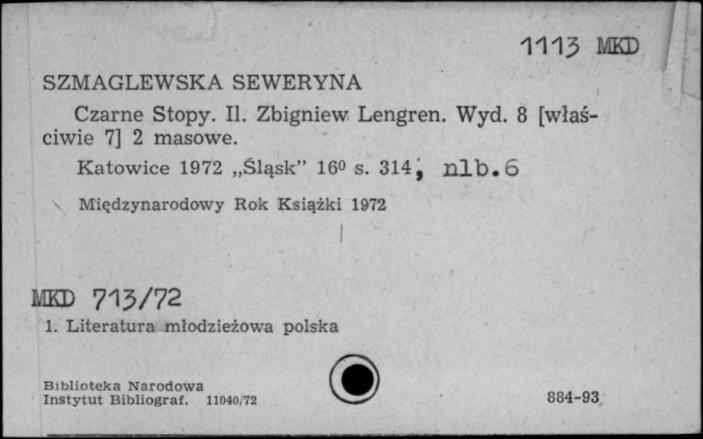 1113 MKD
SZMAGLEWSKA SEWERYNA
Czarne Stopy. Il. Zbigniew Lengren. Wyd. 8 [właś-
ciwie 7] 2 masowe.
Katowice 1972 „Śląsk” 16⁰ s. 314, nlb.6
Międzynarodowy Rok Książki 1972
MKD 713/72
1. Literatura młodzieżowa polska
Biblioteka Narodowa
Instytut Bibliograf. 11040/72
884-93